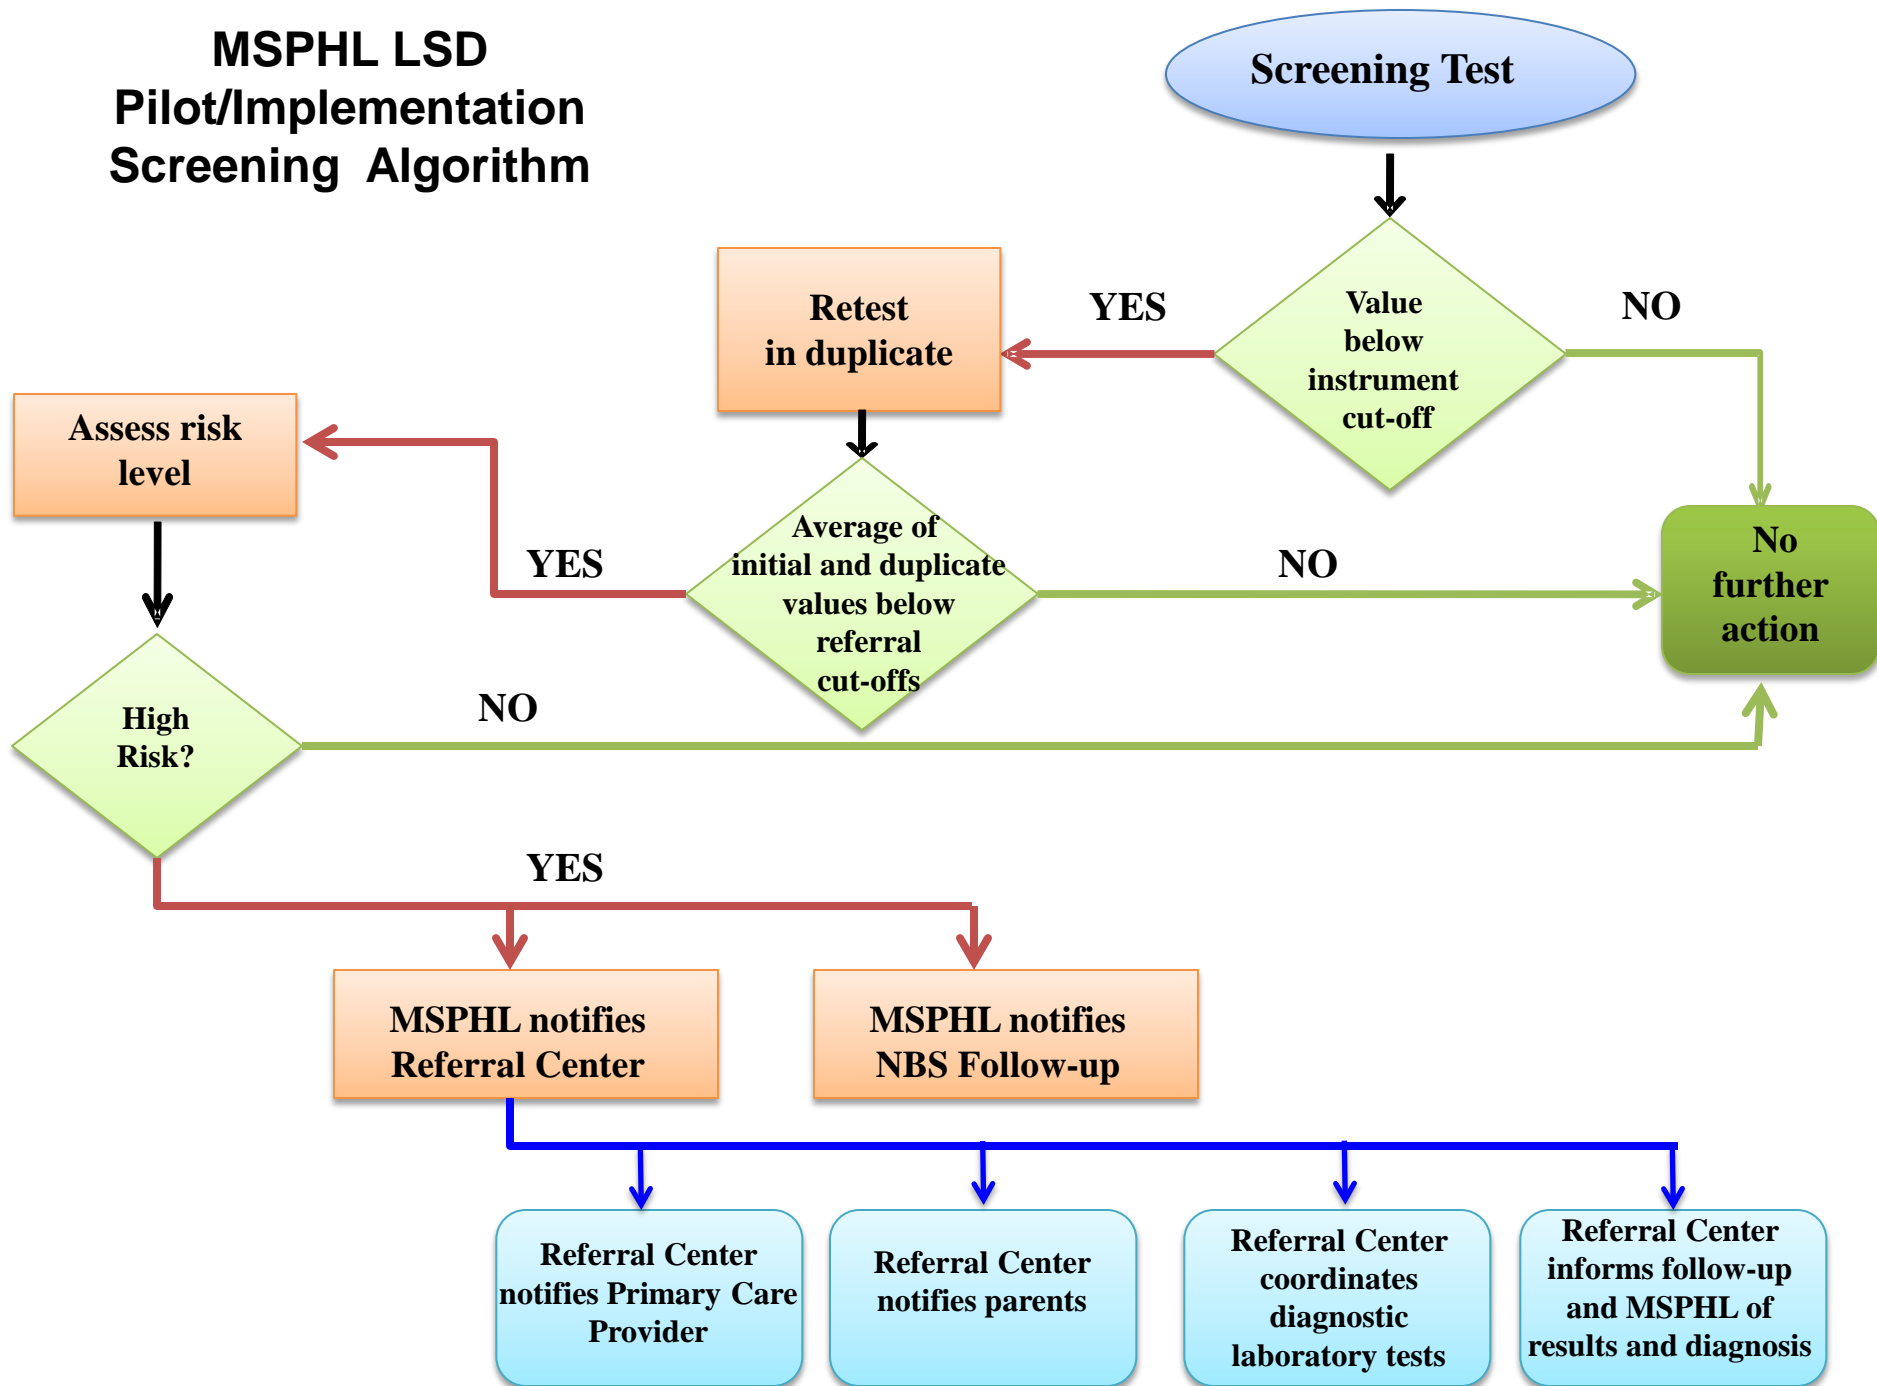 MSPHL LSD
Pilot/Implementation
Screening Algorithm
Screening Test
Value
below
instrument
cut-off
YES
NO
Retest
in duplicate
Assess risk
level
Average of
initial and duplicate
values below
referral
cut-offs
YES
NO
No
further
action
High
Risk?
NO
YES
MSPHL notifies
Referral Center
MSPHL notifies
NBS Follow-up
Referral Center
notifies Primary Care
Provider
Referral Center
notifies parents
Referral Center
coordinates
diagnostic
laboratory tests
Referral Center
informs follow-up
and MSPHL of
results and diagnosis